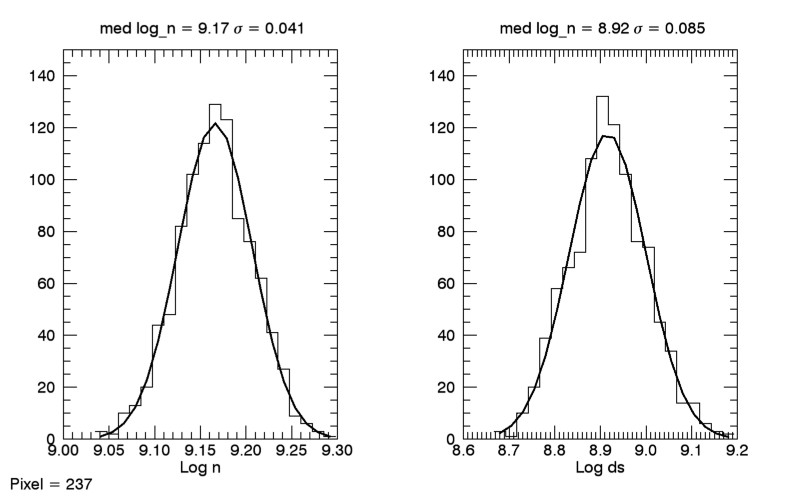 med log_n = 9.17 σ = 0.041
140
120
100
80
60
40
20
0
9.00 9.05 9.10 9.15 9.20 9.25 9.30
Log n
med log_n = 8.92 σ = 0.085
140
120
100
80
60
40
20
0
8.6 8.7 8.8 8.9 9.0 9.1 9.2
Log ds
Pixel = 237